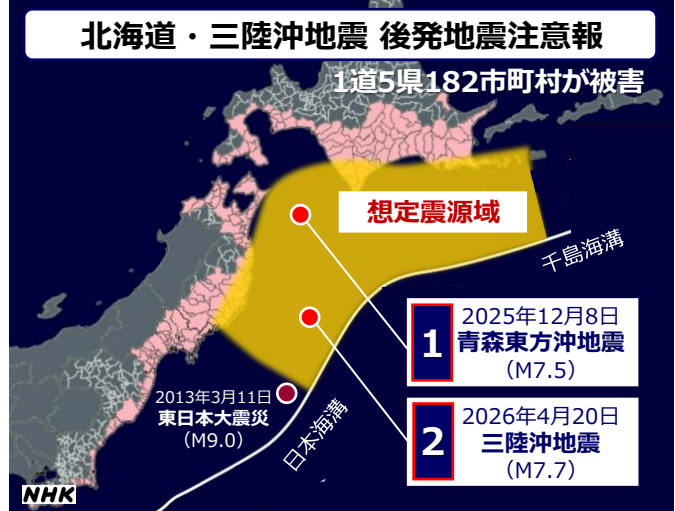 北海道・三陸沖地震 後発地震注意報
1道5県182市町村が被害
想定震源域
千島海溝
1
2025年12月8日
青森東方沖地震
（M7.5）
2013年3月11日
東日本大震災
（M9.0）
日本海溝
2
2026年4月20日
三陸沖地震
（M7.7）
NHK